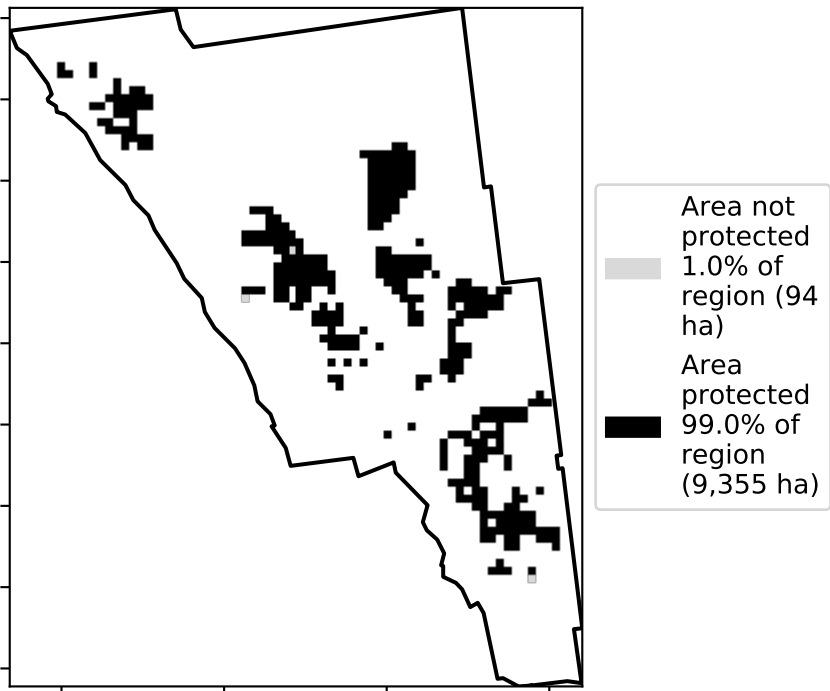 Area not
protected
1.0% of
region (94
ha)
Area
protected
99.0% of
region
(9,355 ha)